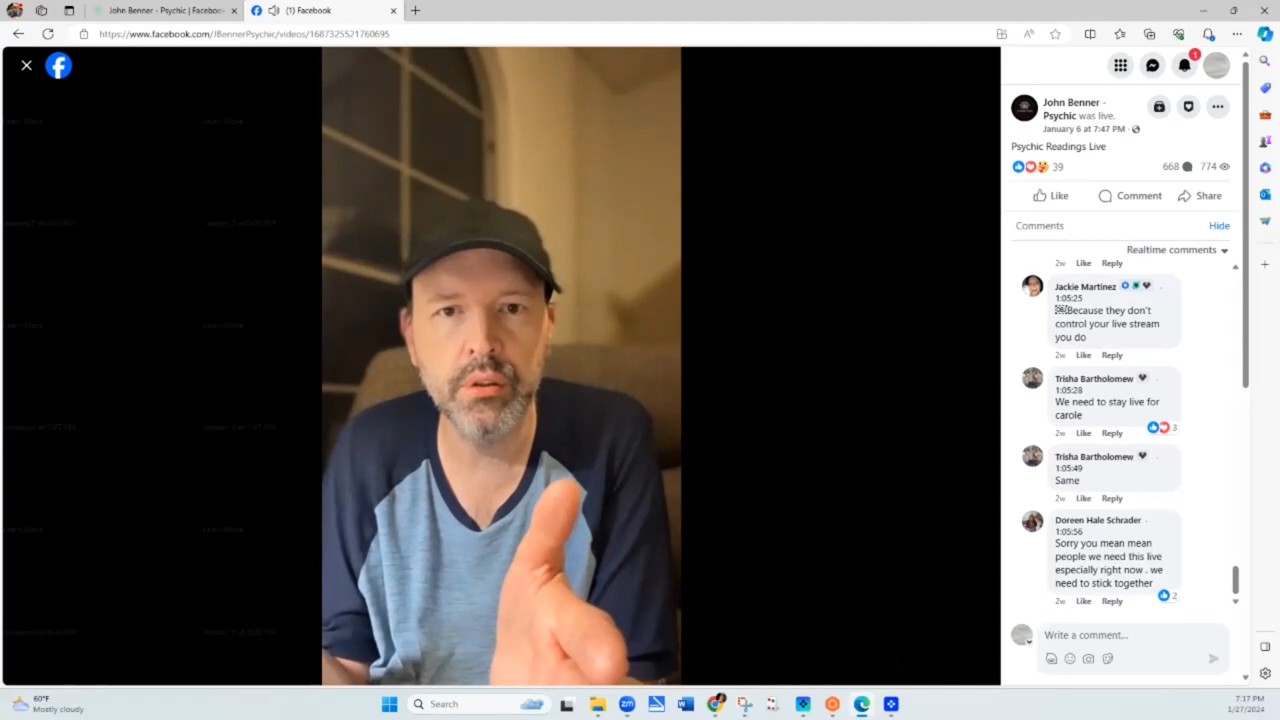 John Benner - Psychic | Facebook
(1) Facebook
https://www.facebook.com/JBennerPsychic/videos/1687325521760695
1
John Benner -
Psychic was live.
January 6 at 7:47 PM
Psychic Readings Live
39
668
774
Like
Comment
Share
Comments
Hide
Realtime comments
2w Like Reply
Jackie Martinez
1:05:25
Because they don't
control your live stream
you do
2w Like Reply
Trisha Bartholomew
1:05:28
We need to stay live for
carole
3
2w Like Reply
Trisha Bartholomew
1:05:49
Same
2w Like Reply
Doreen Hale Schrader
1:05:56
Sorry you mean mean
people we need this live
especially right now . we
need to stick together
2
2w Like Reply
Write a comment...
60°F
Mostly cloudy
Search
7:17 PM
1/27/2024